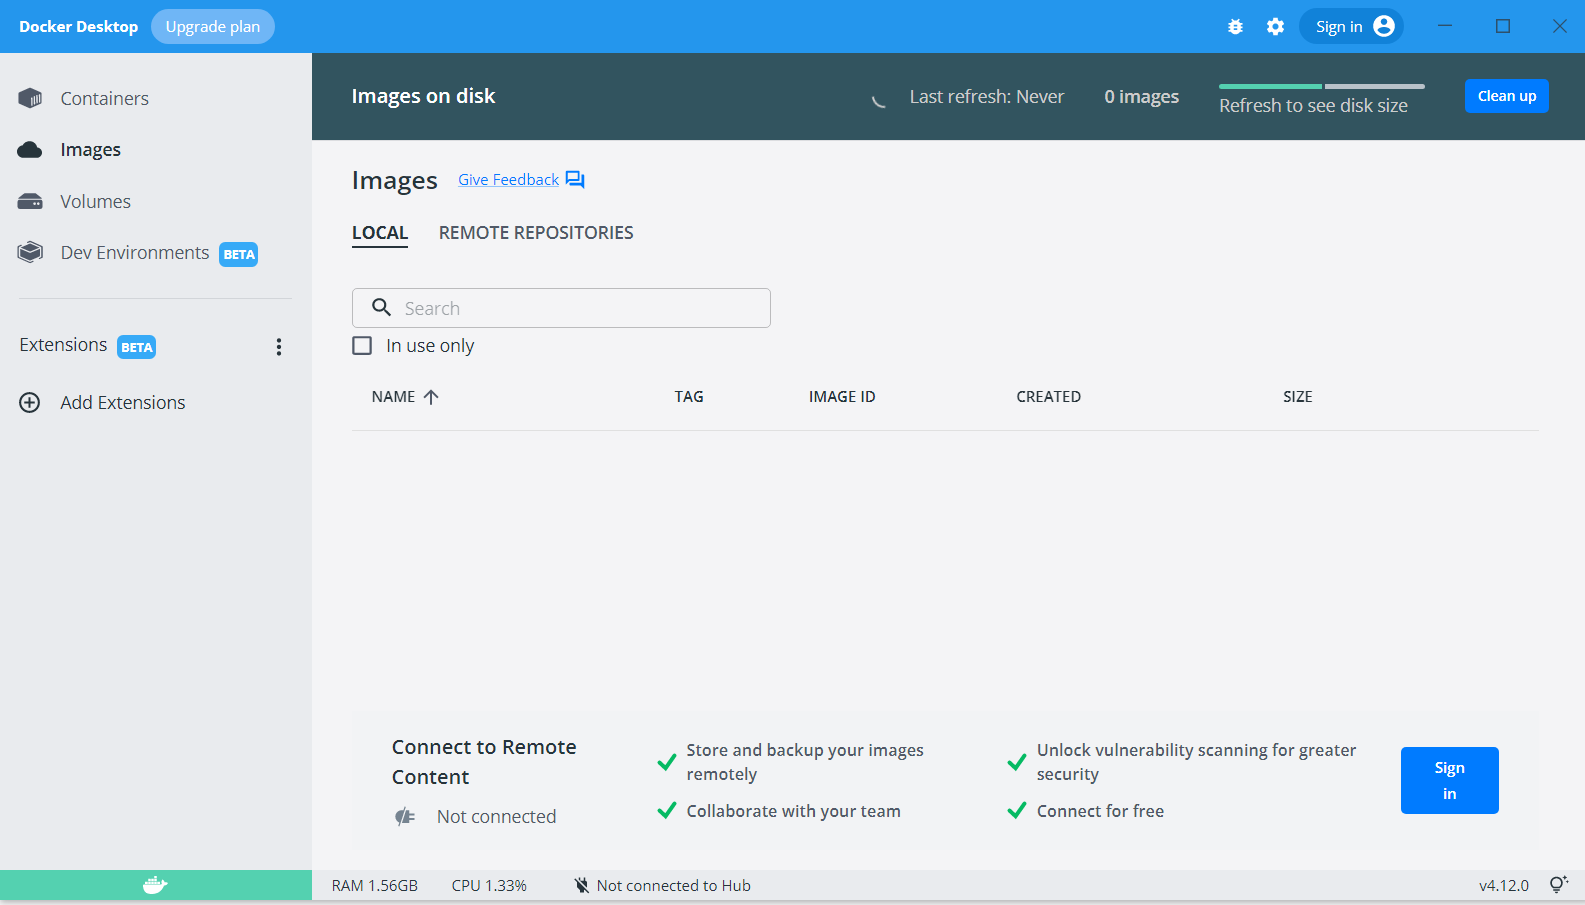 Docker Desktop Upgrade plan Sign in
Containers
Images
Volumes
Dev Environments BETA
Extensions BETA
Add Extensions
Images on disk Last refresh: Never 0 images Refresh to see disk size Clean up
Images Give Feedback
LOCAL REMOTE REPOSITORIES
Search
In use only
NAME TAG IMAGE ID CREATED SIZE
Connect to Remote
Content
Not connected
Store and backup your images
remotely
Collaborate with your team
Unlock vulnerability scanning for greater
security
Connect for free
Sign
in
RAM 1.56GB CPU 1.33% Not connected to Hub v4.12.0